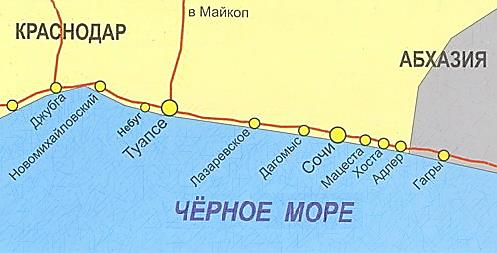 в Майкоп
КРАСНОДАР
АБХАЗИЯ
Джубга
Новомихайловский
Небуг
Туапсе
Лазаревское
Дагомыс
Сочи
Мацеста
Хоста
Адлер
Гагры
ЧЁРНОЕ МОРЕ